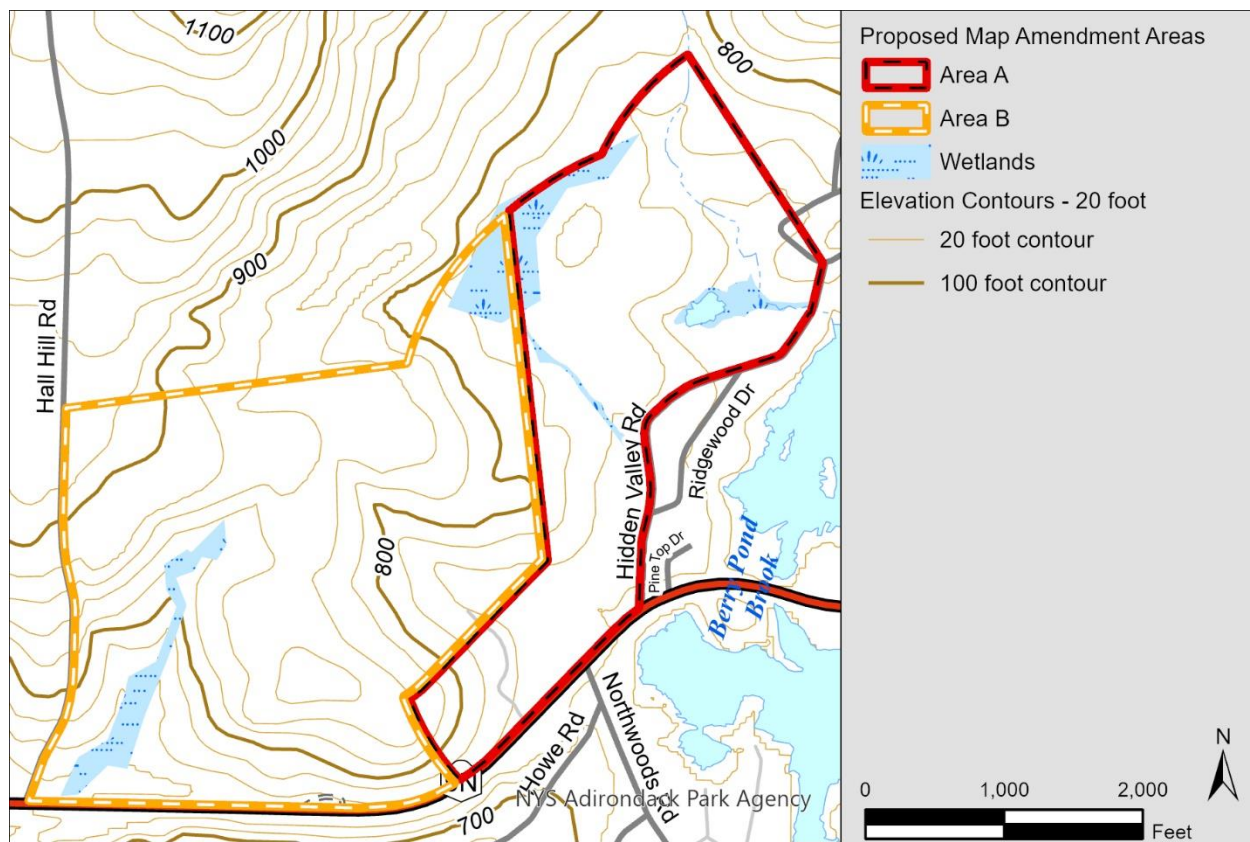 1100
800
1000
900
Hall Hill Rd
800
Hidden Valley Rd
Ridgewood Dr
Pine Top Dr
Berry Pond
Brook
Howe Rd
Northwoods Rd
NYS Adirondack Park Agency
700
Proposed Map Amendment Areas
Area A
Area B
Wetlands
Elevation Contours - 20 foot
20 foot contour
100 foot contour
N
0 1,000 2,000
Feet